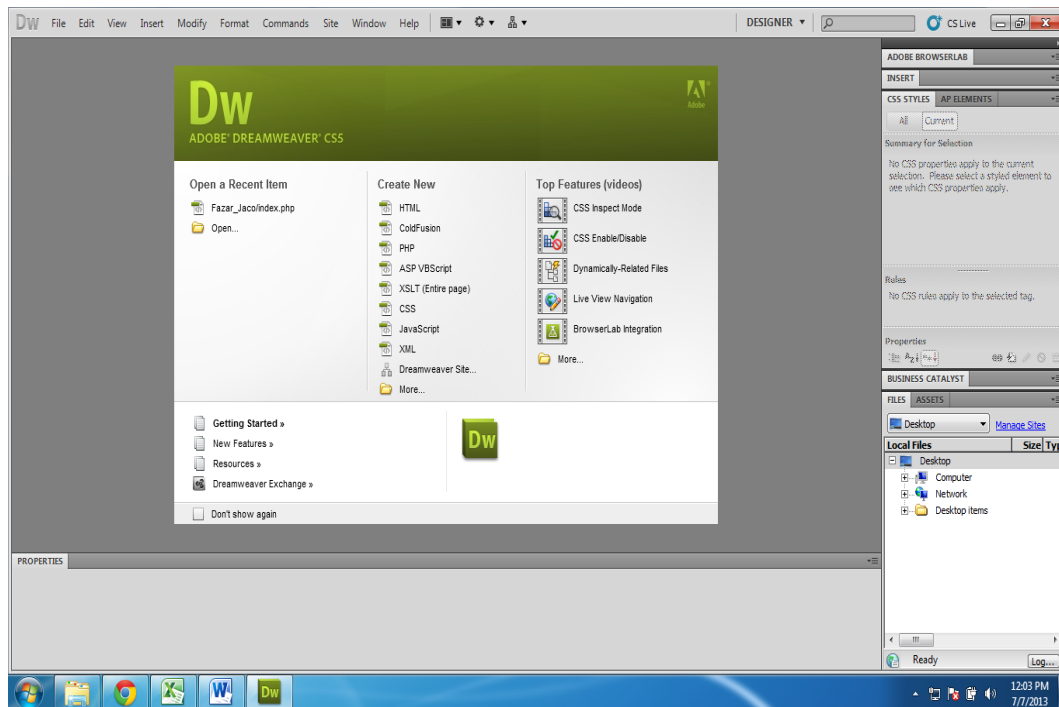 DW File Edit View Insert Modify Format Commands Site Window Help DESIGNER CS Live
ADOBE BROWSERLAB
INSERT
CSS STYLES AP ELEMENTS
All Current
Summary for Selection
No CSS properties apply to the current
selection. Please select a styled element to
see which CSS properties apply.
Rules
No CSS rules apply to the selected tag.
Properties
BUSINESS CATALYST
FILES ASSETS
Desktop Manage Sites
Local Files Size Typ
Desktop
Computer
Network
Desktop items
Ready Log...
Dw
ADOBE® DREAMWEAVER® CS5
Adobe
Open a Recent Item
Fazar_Jaco/index.php
Open...
Create New
HTML
ColdFusion
PHP
ASP VBScript
XSLT (Entire page)
CSS
JavaScript
XML
Dreamweaver Site...
More...
Top Features (videos)
CSS Inspect Mode
CSS Enable/Disable
Dynamically-Related Files
Live View Navigation
BrowserLab Integration
More...
Getting Started »
New Features »
Resources »
Dreamweaver Exchange »
Dw
Don't show again
PROPERTIES
Dw
12:03 PM
7/7/2013